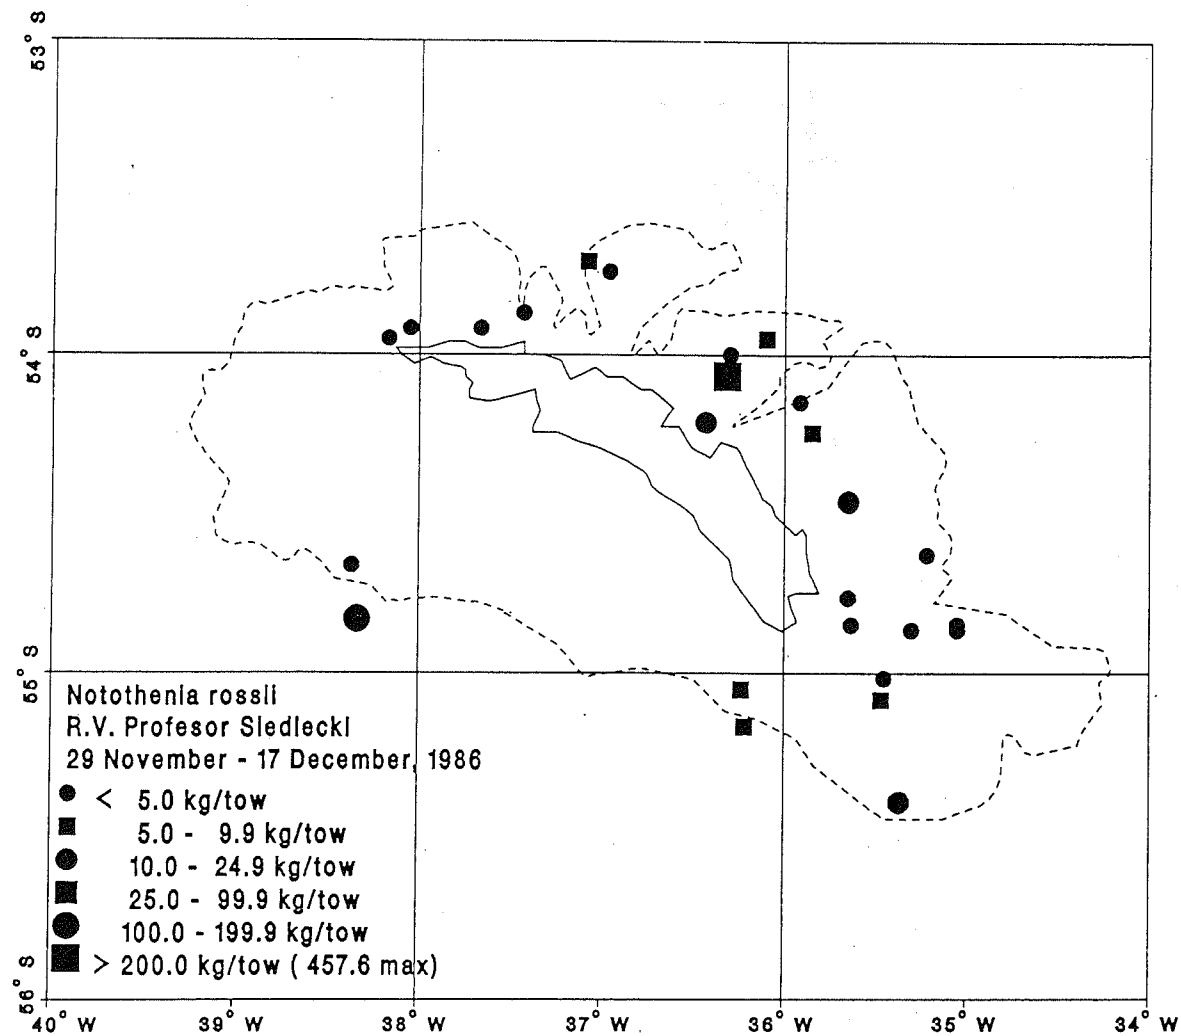 53° S
54° S
55° S
Notothenia rossii
R.V. Profesor Siedlecki
29 November - 17 December, 1986
< 5.0 kg/tow
5.0 - 9.9 kg/tow
10.0 - 24.9 kg/tow
25.0 - 99.9 kg/tow
100.0 - 199.9 kg/tow
> 200.0 kg/tow ( 457.6 max)
56° S
40° W 39° W 38° W 37° W 36° W 35° W 34° W